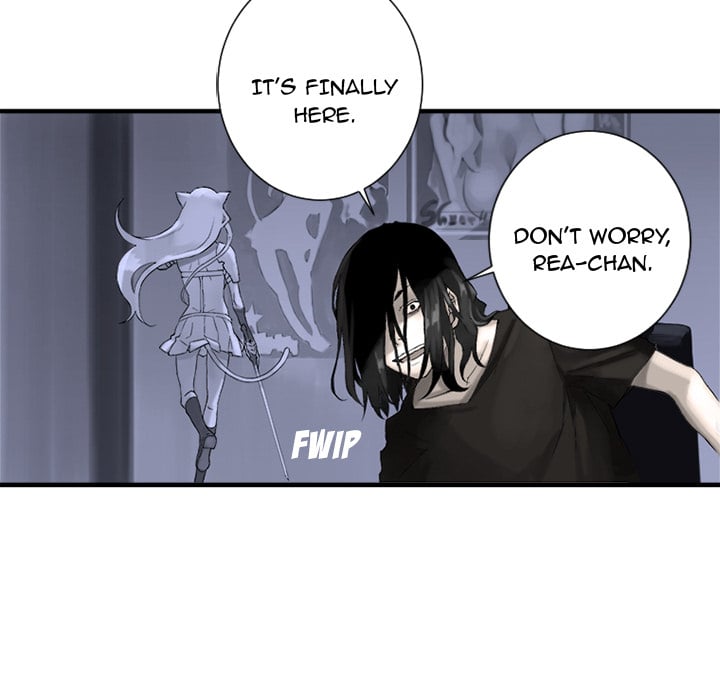 IT'S FINALLY
HERE.
DON'T WORRY,
REA-CHAN.
FWIP